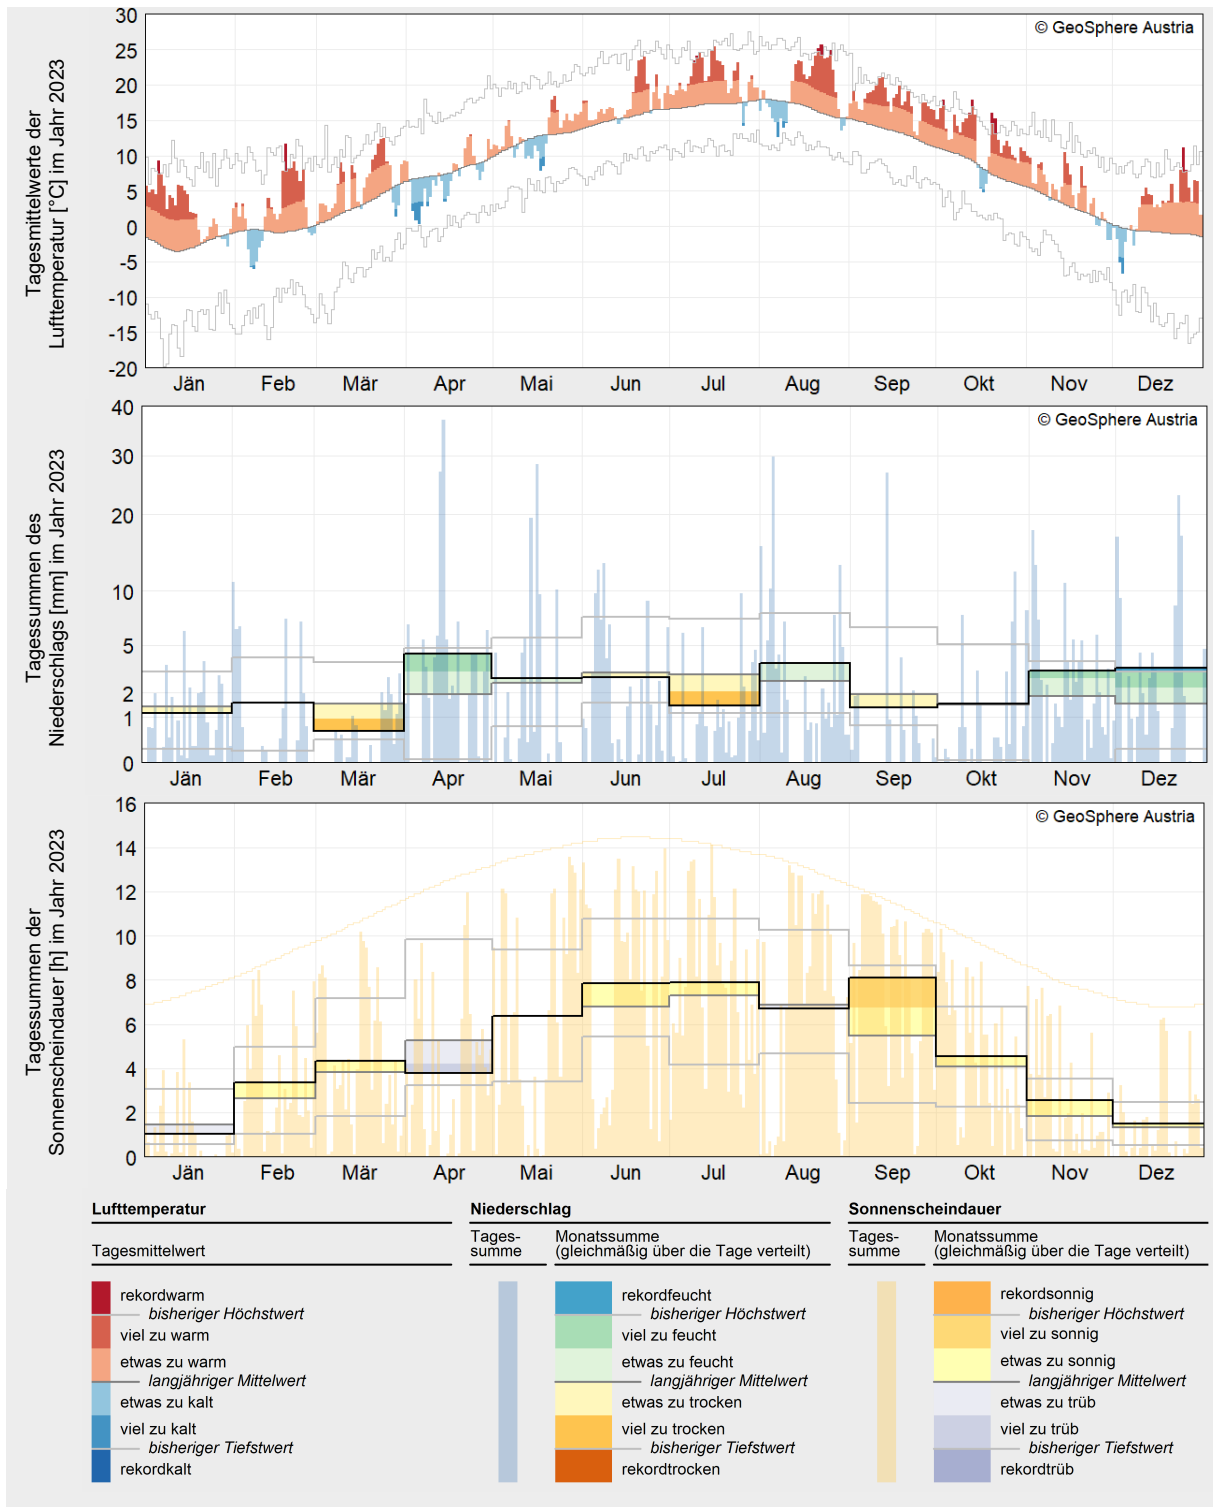 Tagesmittelwerte der
Lufttemperatur [°C] im Jahr 2023
30
25
20
15
10
5
0
-5
-10
-15
-20
© GeoSphere Austria
Jän Feb Mär Apr Mai Jun Jul Aug Sep Okt Nov Dez
Tagessummen des
Niederschlags [mm] im Jahr 2023
40
30
20
10
5
2
1
0
© GeoSphere Austria
Jän Feb Mär Apr Mai Jun Jul Aug Sep Okt Nov Dez
Tagessummen der
Sonnenscheindauer [h] im Jahr 2023
16
14
12
10
8
6
4
2
0
© GeoSphere Austria
Jän Feb Mär Apr Mai Jun Jul Aug Sep Okt Nov Dez
Lufttemperatur
Tagesmittelwert
rekordwarm
bisheriger Höchstwert
viel zu warm
etwas zu warm
langjähriger Mittelwert
etwas zu kalt
viel zu kalt
bisheriger Tiefstwert
rekordkalt
Niederschlag
Tages-
summe
Monatssumme
(gleichmäßig über die Tage verteilt)
rekordfeucht
bisheriger Höchstwert
viel zu feucht
etwas zu feucht
langjähriger Mittelwert
etwas zu trocken
viel zu trocken
bisheriger Tiefstwert
rekordtrocken
Sonnenscheindauer
Tages-
summe
Monatssumme
(gleichmäßig über die Tage verteilt)
rekordsonnig
bisheriger Höchstwert
viel zu sonnig
etwas zu sonnig
langjähriger Mittelwert
etwas zu trüb
viel zu trüb
bisheriger Tiefstwert
rekordtrüb